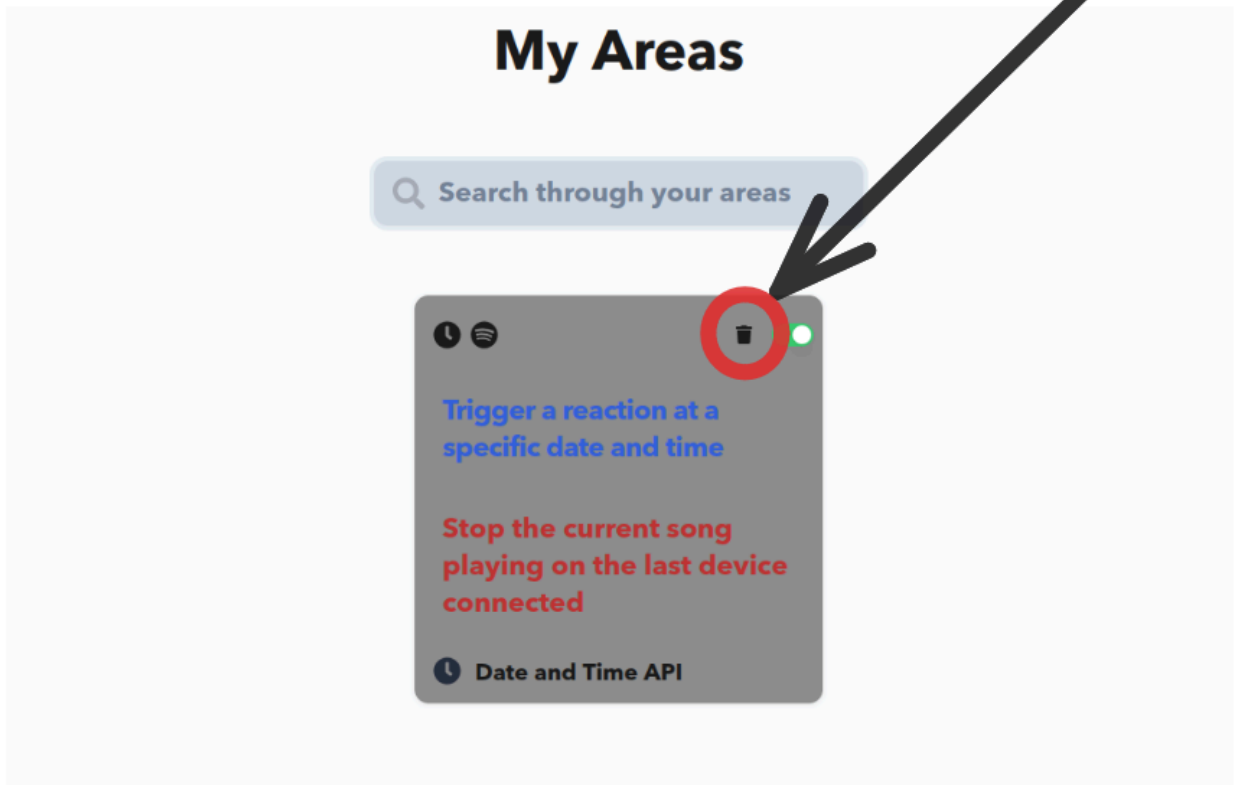 My Areas
Search through your areas
Trigger a reaction at a
specific date and time
Stop the current song
playing on the last device
connected
Date and Time API